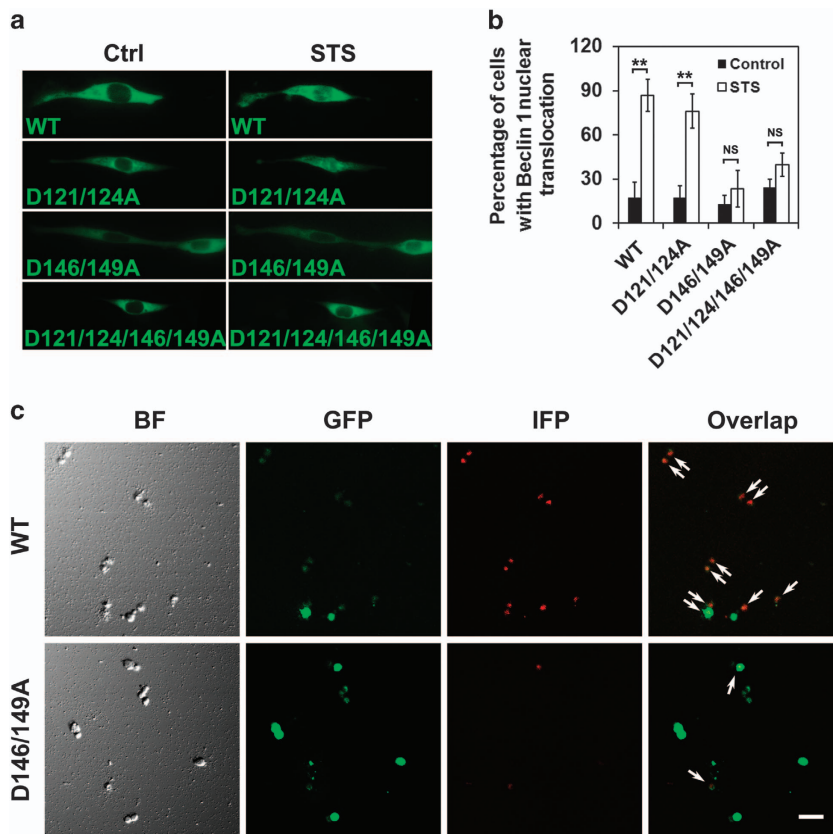 a
Ctrl STS
WT WT
D121/124A D121/124A
D146/149A D146/149A
D121/124/146/149A D121/124/146/149A
b
Percentage of cells
with Beclin 1 nuclear
translocation
120
90
60
30
0
Control
STS
**
**
NS
NS
WT
D121/124A
D146/149A
D121/124/146/149A
c
BF GFP IFP Overlap
WT
D146/149A